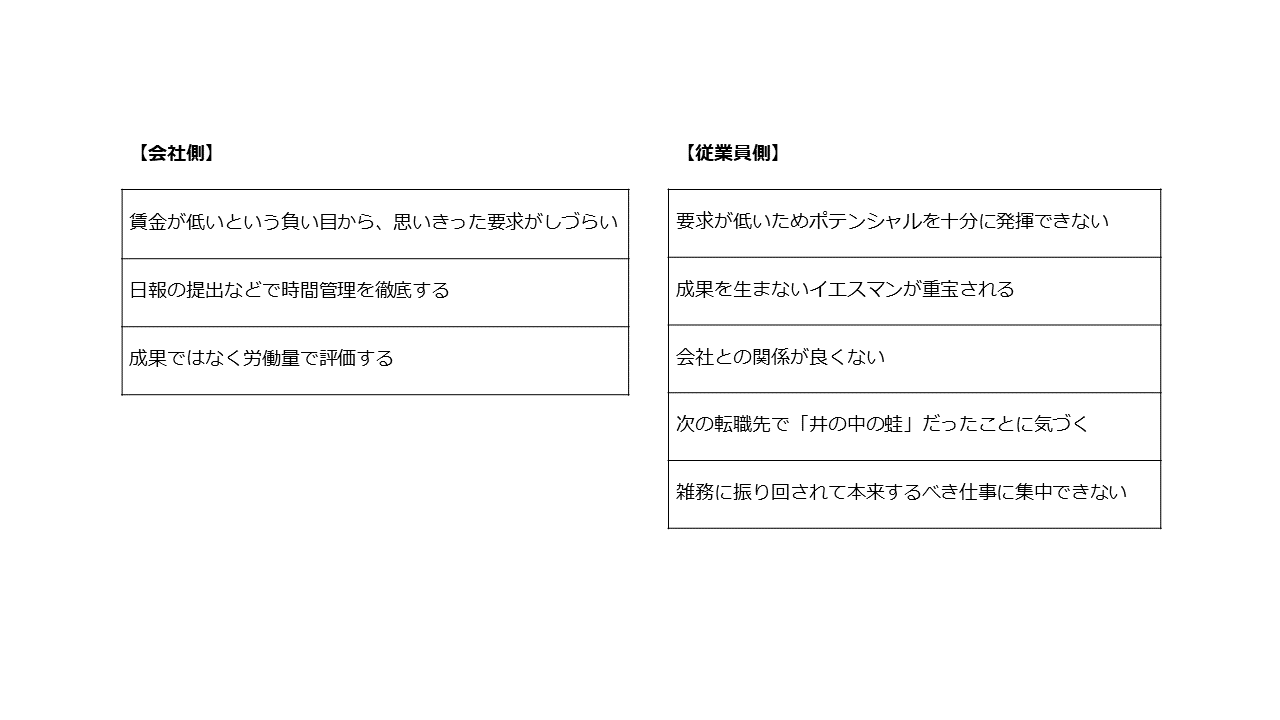 【会社側】
賃金が低いという負い目から、思いきった要求がしづらい
日報の提出などで時間管理を徹底する
成果ではなく労働量で評価する
【従業員側】
要求が低いためポテンシャルを十分に発揮できない
成果を生まないイエスマンが重宝される
会社との関係が良くない
次の転職先で「井の中の蛙」だったことに気づく
雑務に振り回されて本来するべき仕事に集中できない